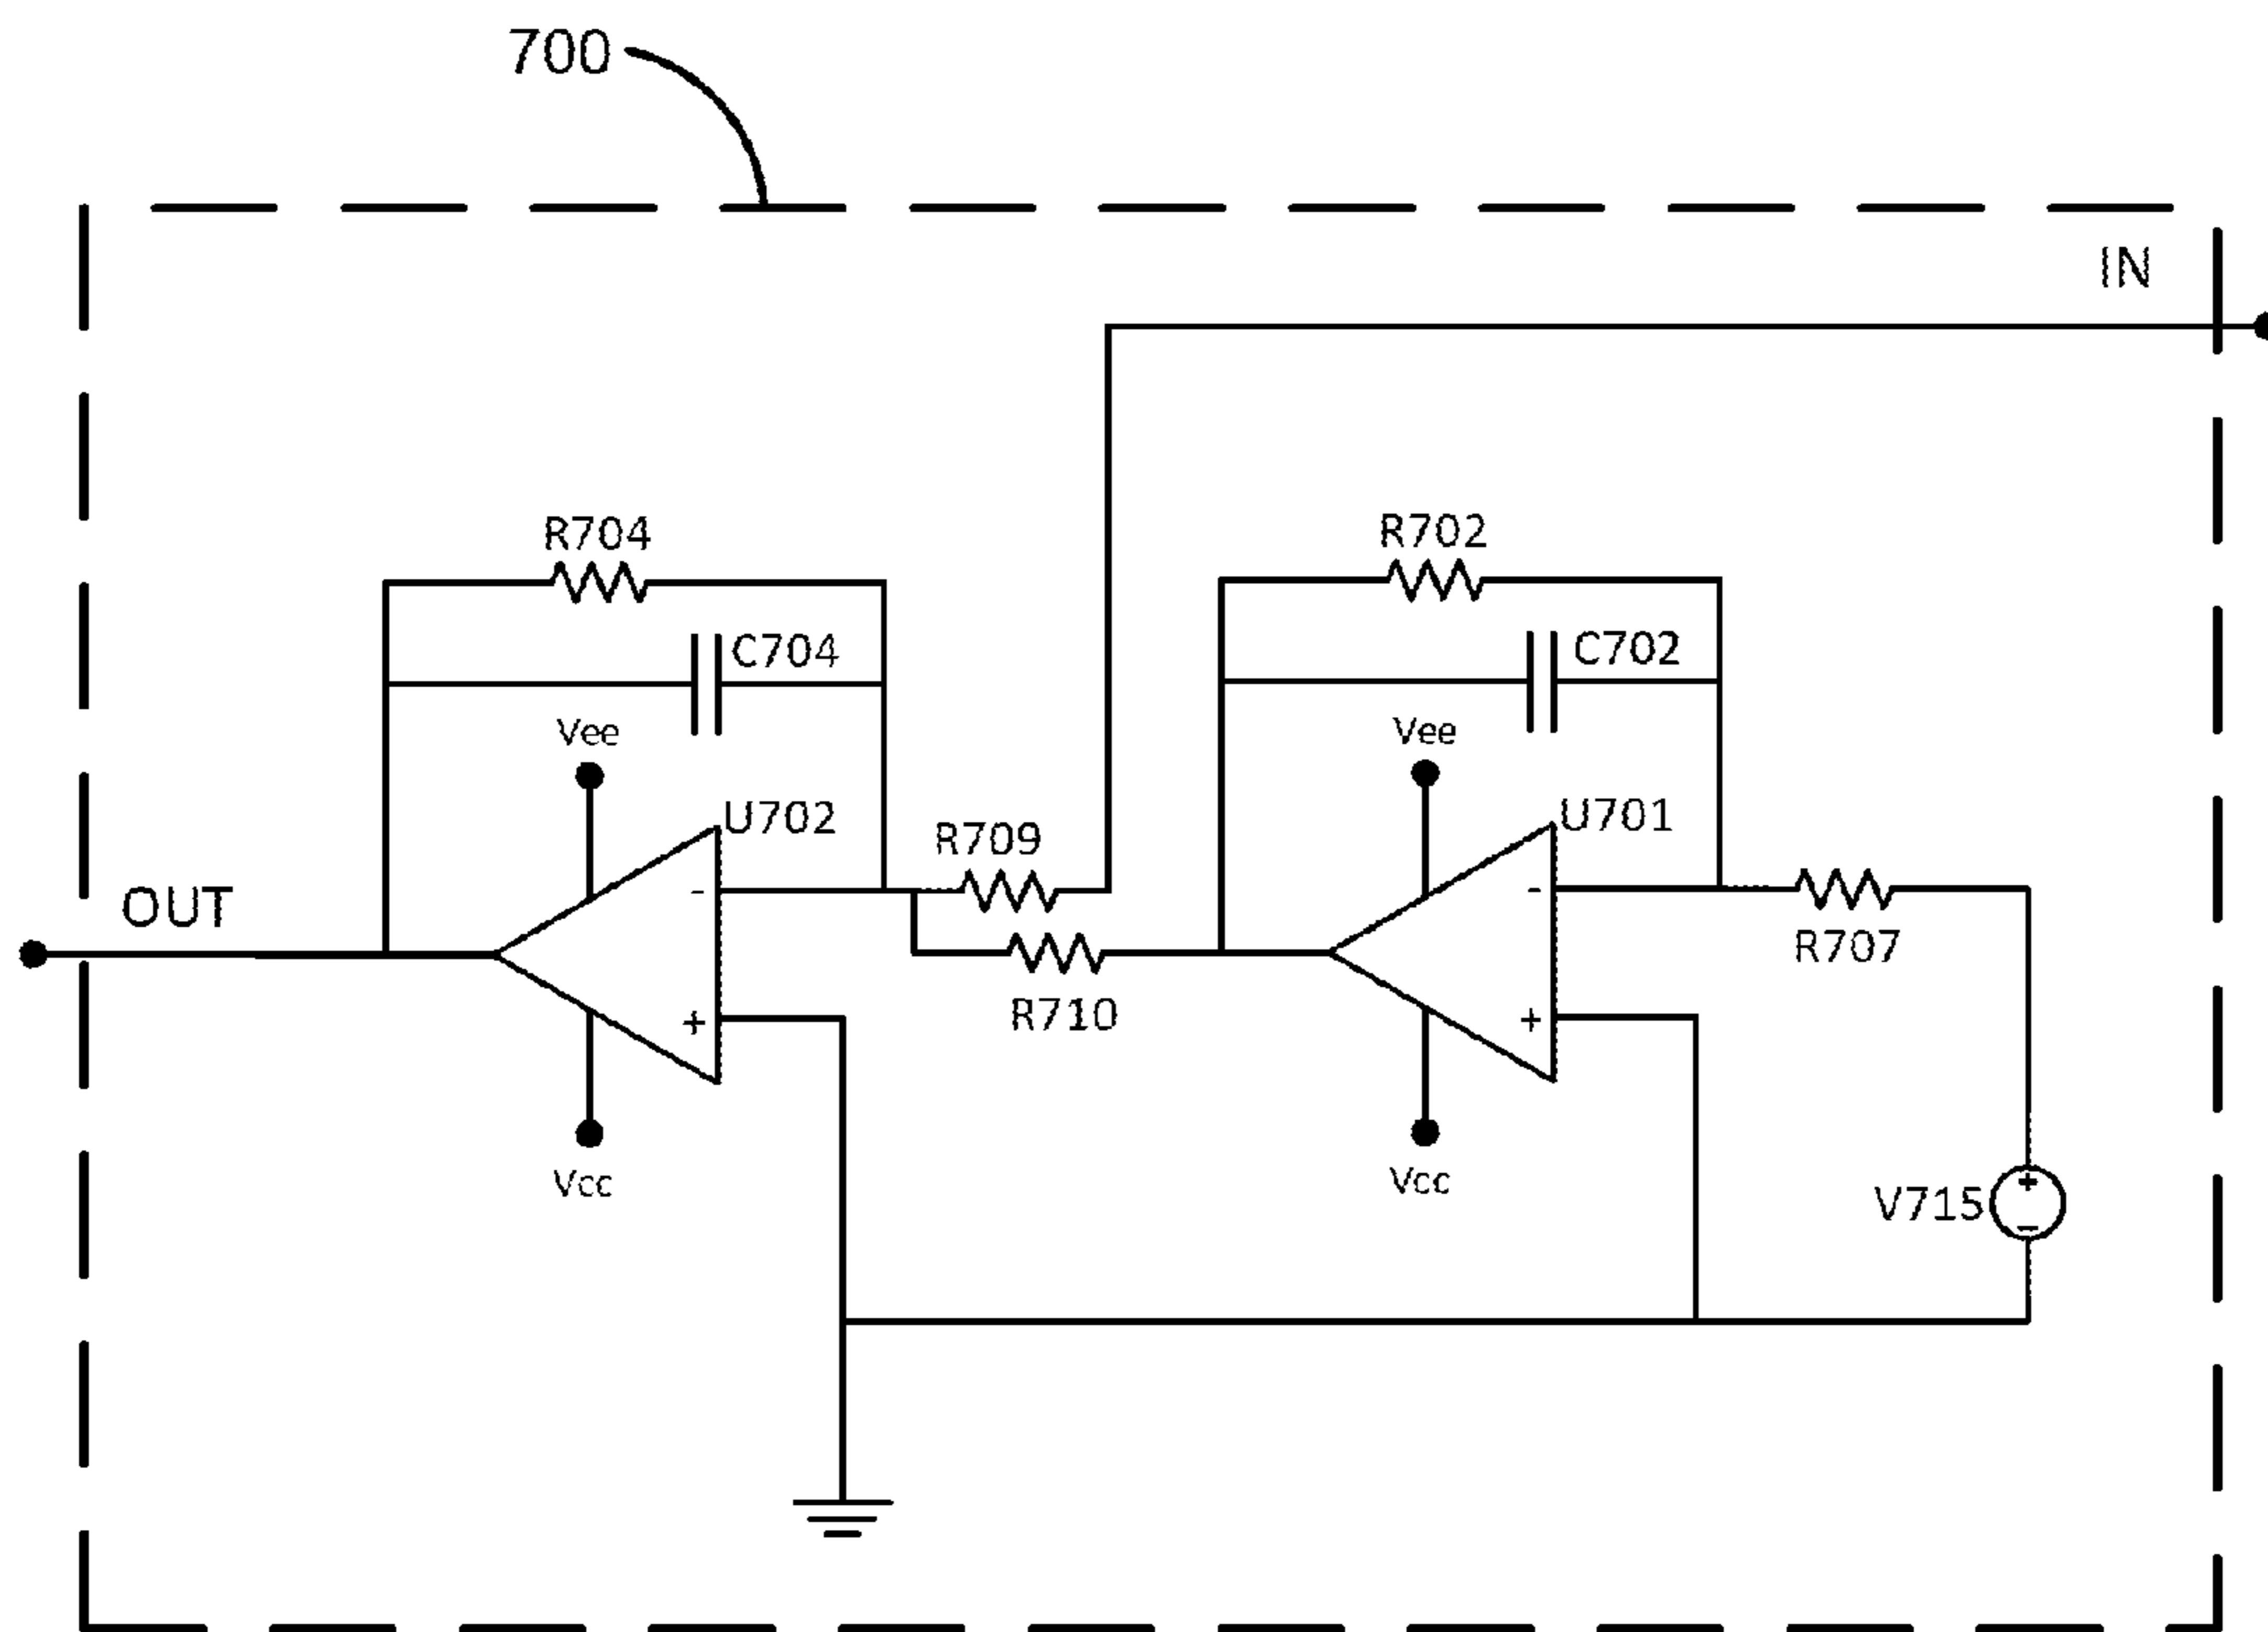 700
IN
R704
R702
C704
C702
Vee
Vee
U702
U701
R709
OUT
-
-
R707
R710
+
+
Vcc
Vcc
V715
+
-